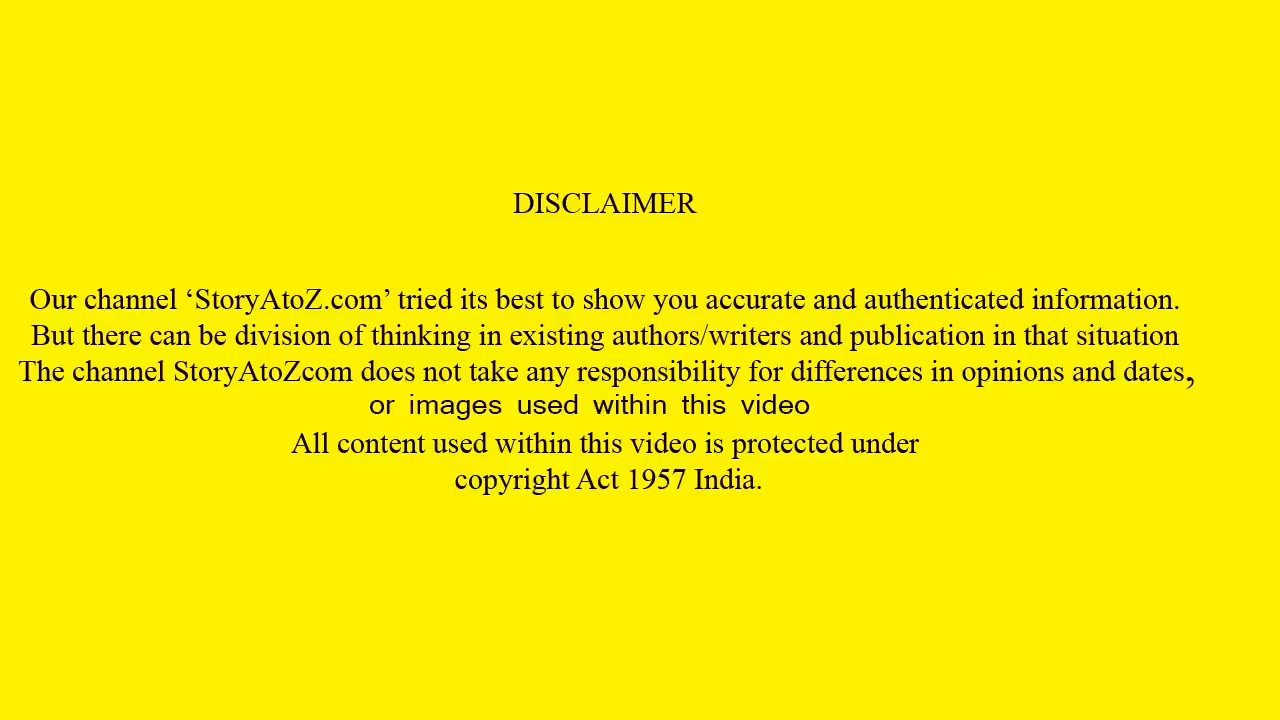 DISCLAIMER
Our channel ‘StoryAtoZ.com’ tried its best to show you accurate and authenticated information.
But there can be division of thinking in existing authors/writers and publication in that situation
The channel StoryAtoZcom does not take any responsibility for differences in opinions and dates,
or images used within this video
All content used within this video is protected under
copyright Act 1957 India.